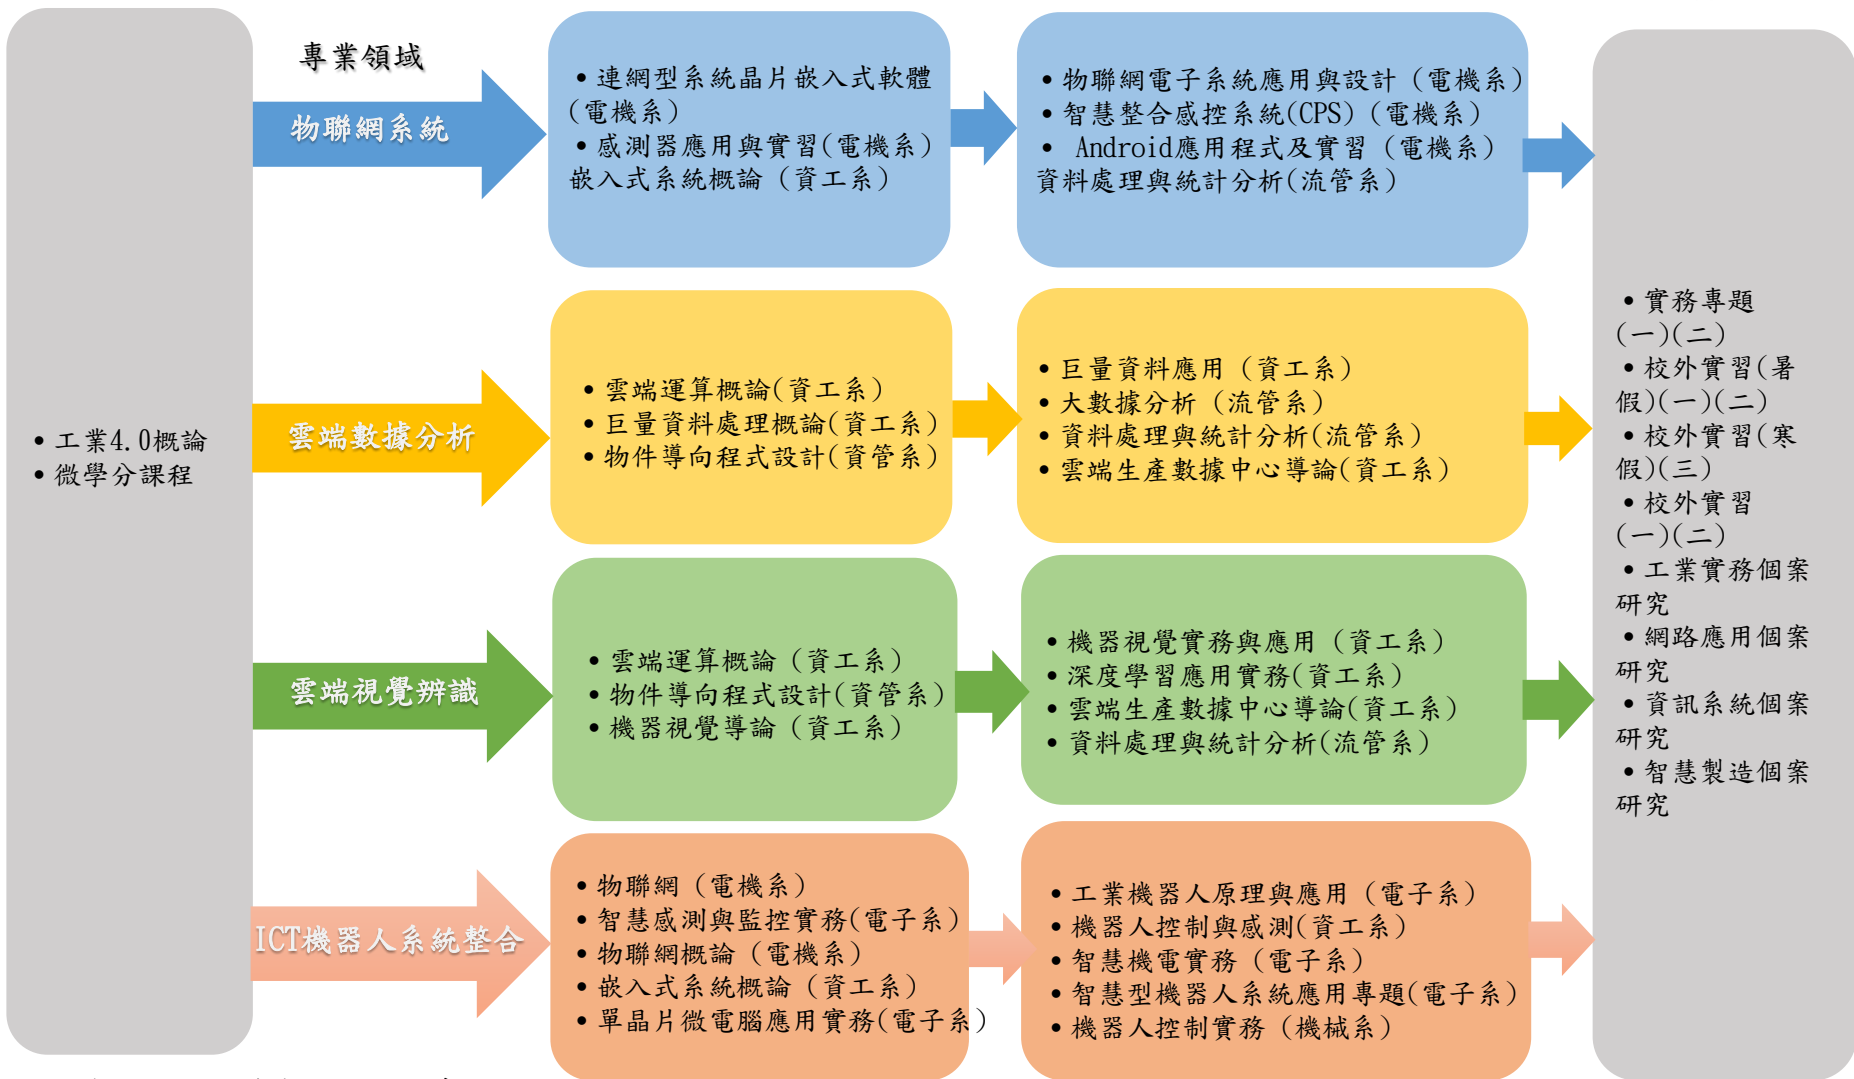 • 工業4.0概論
• 微學分課程
專業領域
物聯網系統
• 連網型系統晶片嵌入式軟體
(電機系)
• 感測器應用與實習(電機系)
嵌入式系統概論 (資工系)
• 物聯網電子系統應用與設計 (電機系)
• 智慧整合感控系統(CPS) (電機系)
• Android應用程式及實習 (電機系)
資料處理與統計分析(流管系)
雲端數據分析
• 雲端運算概論(資工系)
• 巨量資料處理概論(資工系)
• 物件導向程式設計(資管系)
• 巨量資料應用 (資工系)
• 大數據分析 (流管系)
• 資料處理與統計分析(流管系)
• 雲端生產數據中心導論(資工系)
雲端視覺辨識
• 雲端運算概論 (資工系)
• 物件導向程式設計(資管系)
• 機器視覺導論 (資工系)
• 機器視覺實務與應用 (資工系)
• 深度學習應用實務(資工系)
• 雲端生產數據中心導論(資工系)
• 資料處理與統計分析(流管系)
ICT機器人系統整合
• 物聯網 (電機系)
• 智慧感測與監控實務(電子系)
• 物聯網概論 (電機系)
• 嵌入式系統概論 (資工系)
• 單晶片微電腦應用實務(電子系)
• 工業機器人原理與應用 (電子系)
• 機器人控制與感測(資工系)
• 智慧機電實務 (電子系)
• 智慧型機器人系統應用專題(電子系)
• 機器人控制實務 (機械系)
• 實務專題
(一)(二)
• 校外實習(暑
假)(一)(二)
• 校外實習(寒
假)(三)
• 校外實習
(一)(二)
• 工業實務個案
研究
• 網路應用個案
研究
• 資訊系統個案
研究
• 智慧製造個案
研究